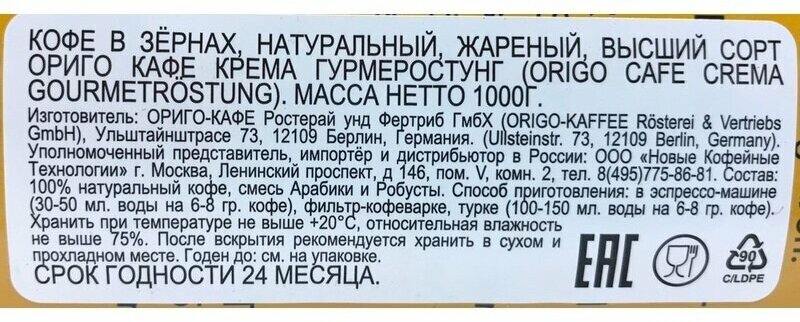 КОФЕ В ЗЁРНАХ, НАТУРАЛЬНЫЙ, ЖАРЕНЫЙ, ВЫСШИЙ СОРТ
ОРИГО КАФЕ КРЕМА ГУРМЕРОСТУНГ (ORIGO CAFE CREMA
GOURMETRÖSTUNG). МАССА НЕТТО 1000Г.
Изготовитель: ОРИГО-КАФЕ Ростерай унд Фертриб ГмбХ (ORIGO-KAFFEE Rösterei & Vertriebs
GmbH), Ульштайнштрасе 73, 12109 Берлин, Германия. (Ullsteinstr. 73, 12109 Berlin, Germany).
Уполномоченный представитель, импортёр и дистрибьютор в России: ООО «Новые Кофейные
Технологии» г. Москва, Ленинский проспект, д 146, пом. V, комн. 2, тел. 8(495)775-86-81. Состав:
100% натуральный кофе, смесь Арабики и Робусты. Способ приготовления: в эспрессо-машине
(30-50 мл. воды на 6-8 гр. кофе), фильтр-кофеварке, турке (100-150 мл. воды на 6-8 гр. кофе).
Хранить при температуре не выше +20°С, относительная влажность
не выше 75%. После вскрытия рекомендуется хранить в сухом и
прохладном месте. Годен до: см. на упаковке.
СРОК ГОДНОСТИ 24 МЕСЯЦА.
EAC
90
C/LDPE